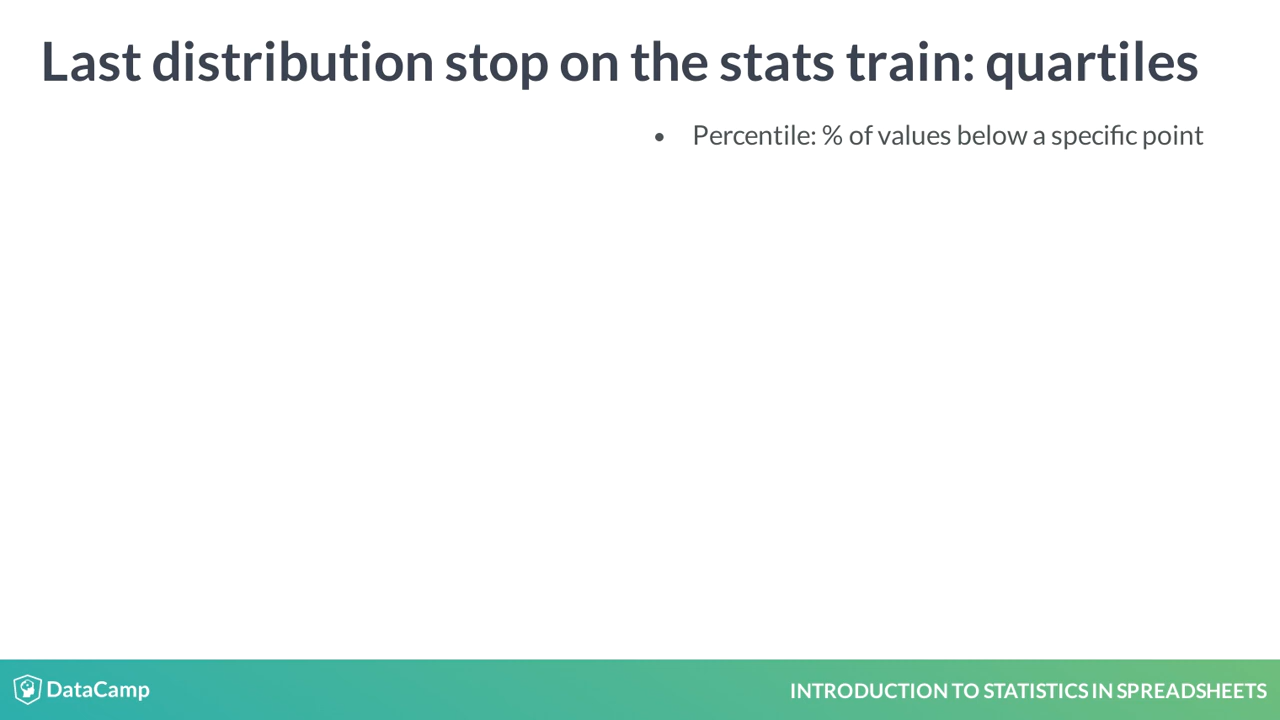 Last distribution stop on the stats train: quartiles
• Percentile: % of values below a specific point
DataCamp
INTRODUCTION TO STATISTICS IN SPREADSHEETS